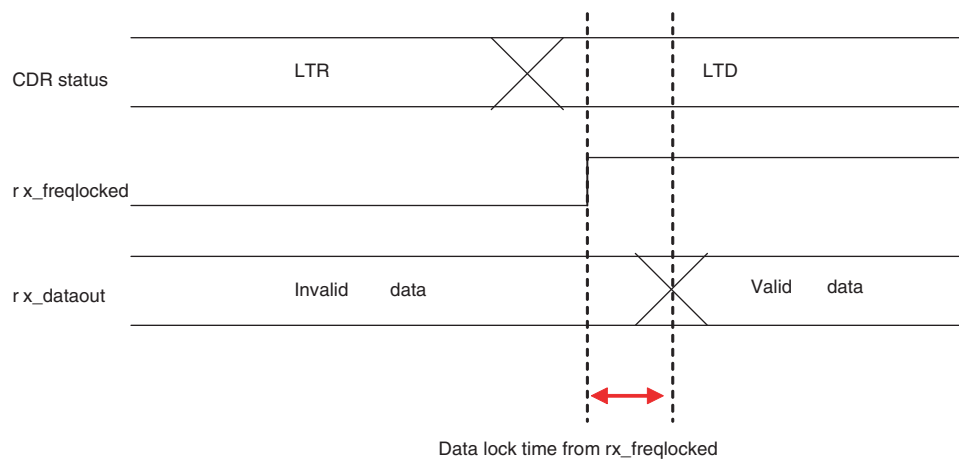 CDR status
LTR
LTD
r x_freqlocked
r x_dataout
Invalid data
Valid data
Data lock time from rx_freqlocked